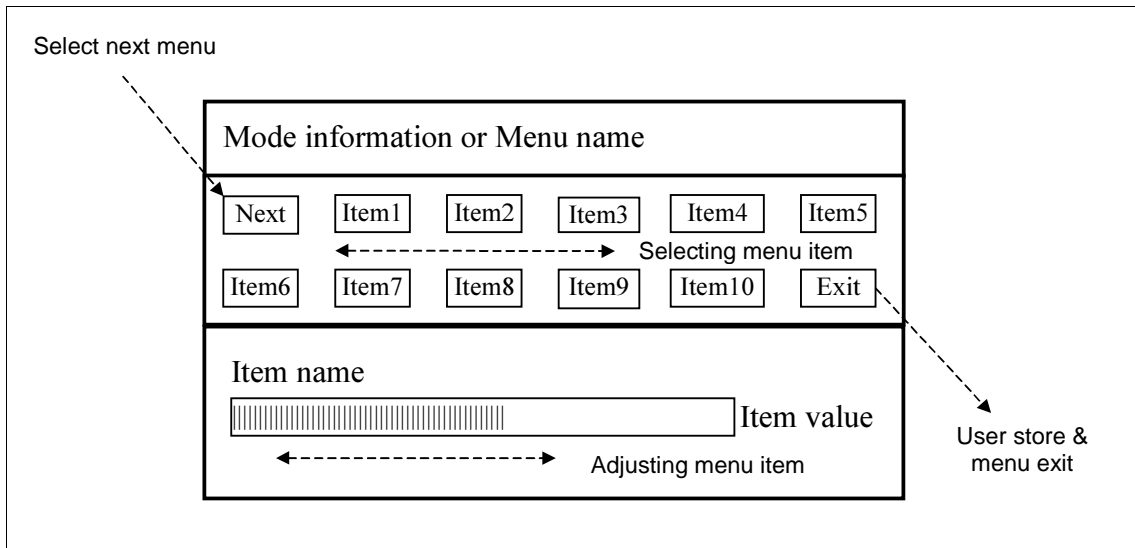 Select next menu
Mode information or Menu name
Next Item1 Item2 Item3 Item4 Item5
Selecting menu item
Item6 Item7 Item8 Item9 Item10 Exit
Item name
Item value
Adjusting menu item
User store &
menu exit